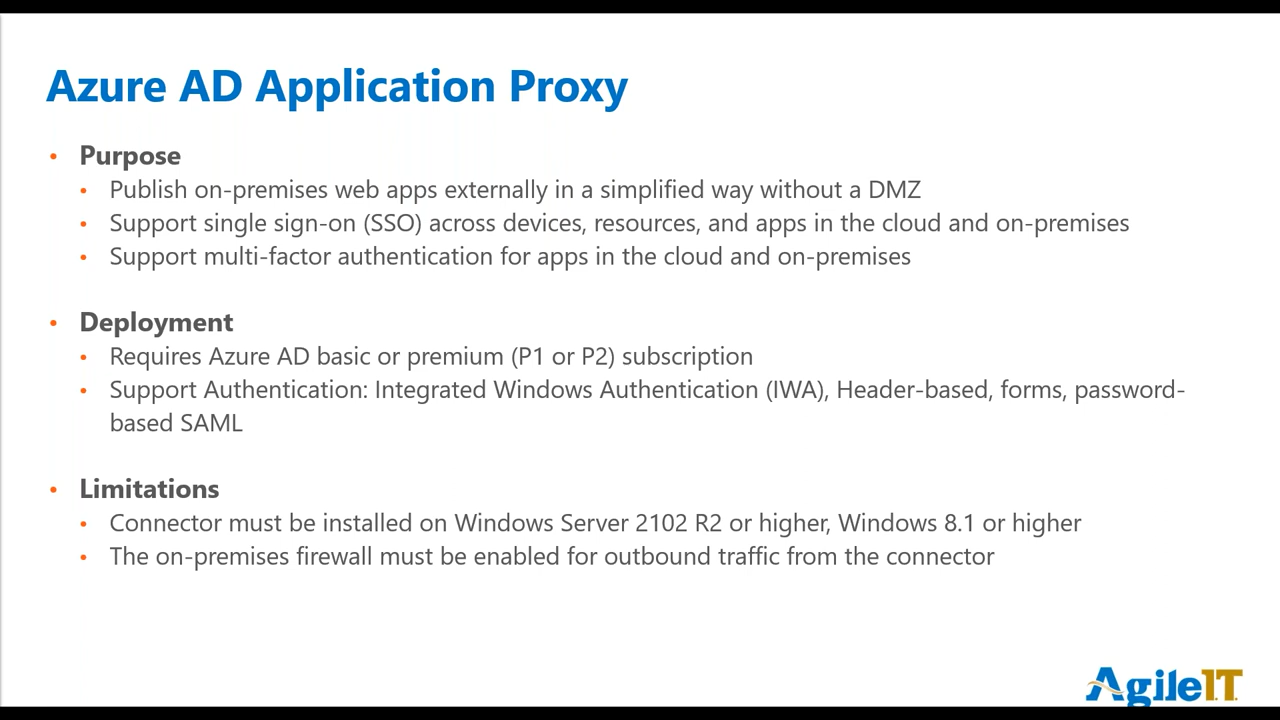 Azure AD Application Proxy
• Purpose
• Publish on-premises web apps externally in a simplified way without a DMZ
• Support single sign-on (SSO) across devices, resources, and apps in the cloud and on-premises
• Support multi-factor authentication for apps in the cloud and on-premises
• Deployment
• Requires Azure AD basic or premium (P1 or P2) subscription
• Support Authentication: Integrated Windows Authentication (IWA), Header-based, forms, password-
based SAML
• Limitations
• Connector must be installed on Windows Server 2102 R2 or higher, Windows 8.1 or higher
• The on-premises firewall must be enabled for outbound traffic from the connector
AgileI.T.